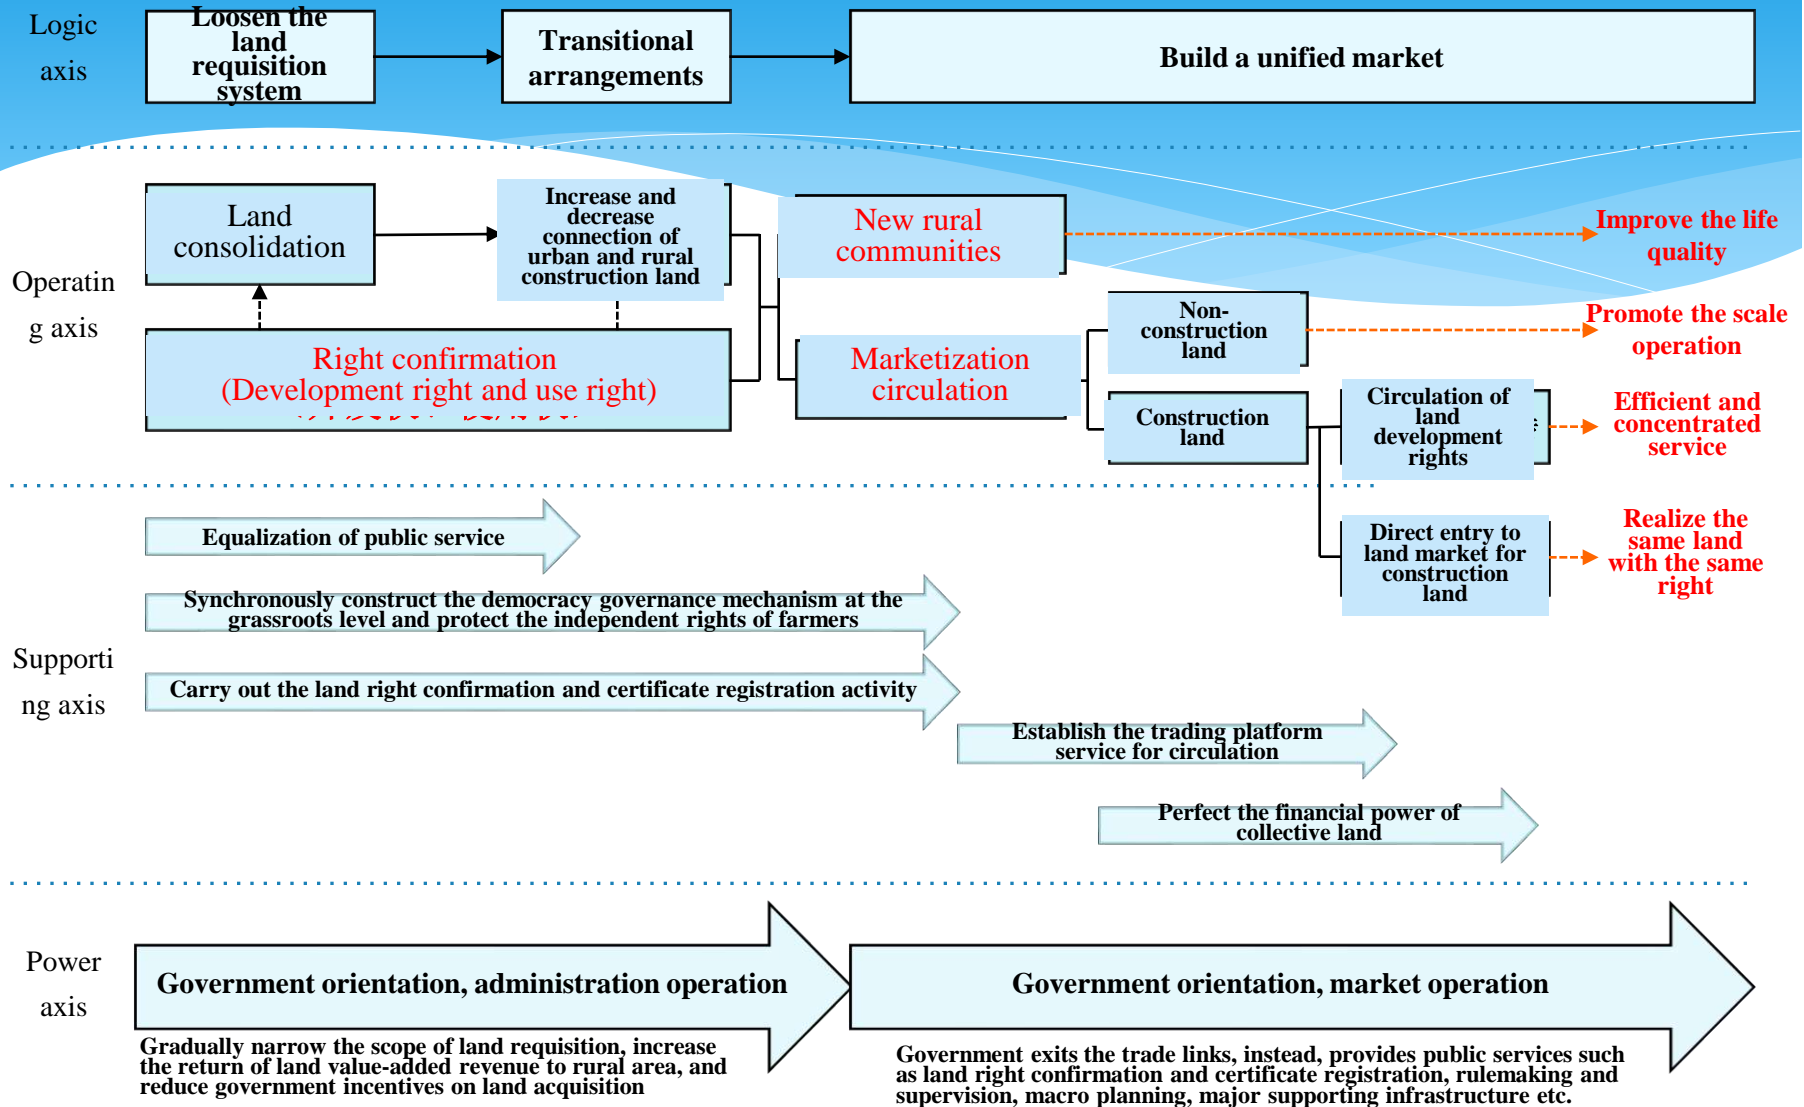 Logic
axis
Loosen the
land
requisition
system
Transitional
arrangements
Build a unified market
Operatin
g axis
Land
consolidation
Increase and
decrease
connection of
urban and rural
construction land
New rural
communities
Improve the life
quality
Right confirmation
(Development right and use right)
Marketization
circulation
Non-
construction
land
Promote the scale
operation
Construction
land
Circulation of
land
development
rights
Efficient and
concentrated
service
Direct entry to
land market for
construction
land
Realize the
same land
with the same
right
Supporti
ng axis
Equalization of public service
Synchronously construct the democracy governance mechanism at the
grassroots level and protect the independent rights of farmers
Carry out the land right confirmation and certificate registration activity
Establish the trading platform
service for circulation
Perfect the financial power of
collective land
Power
axis
Government orientation, administration operation
Government orientation, market operation
Gradually narrow the scope of land requisition, increase
the return of land value-added revenue to rural area, and
reduce government incentives on land acquisition
Government exits the trade links, instead, provides public services such
as land right confirmation and certificate registration, rulemaking and
supervision, macro planning, major supporting infrastructure etc.